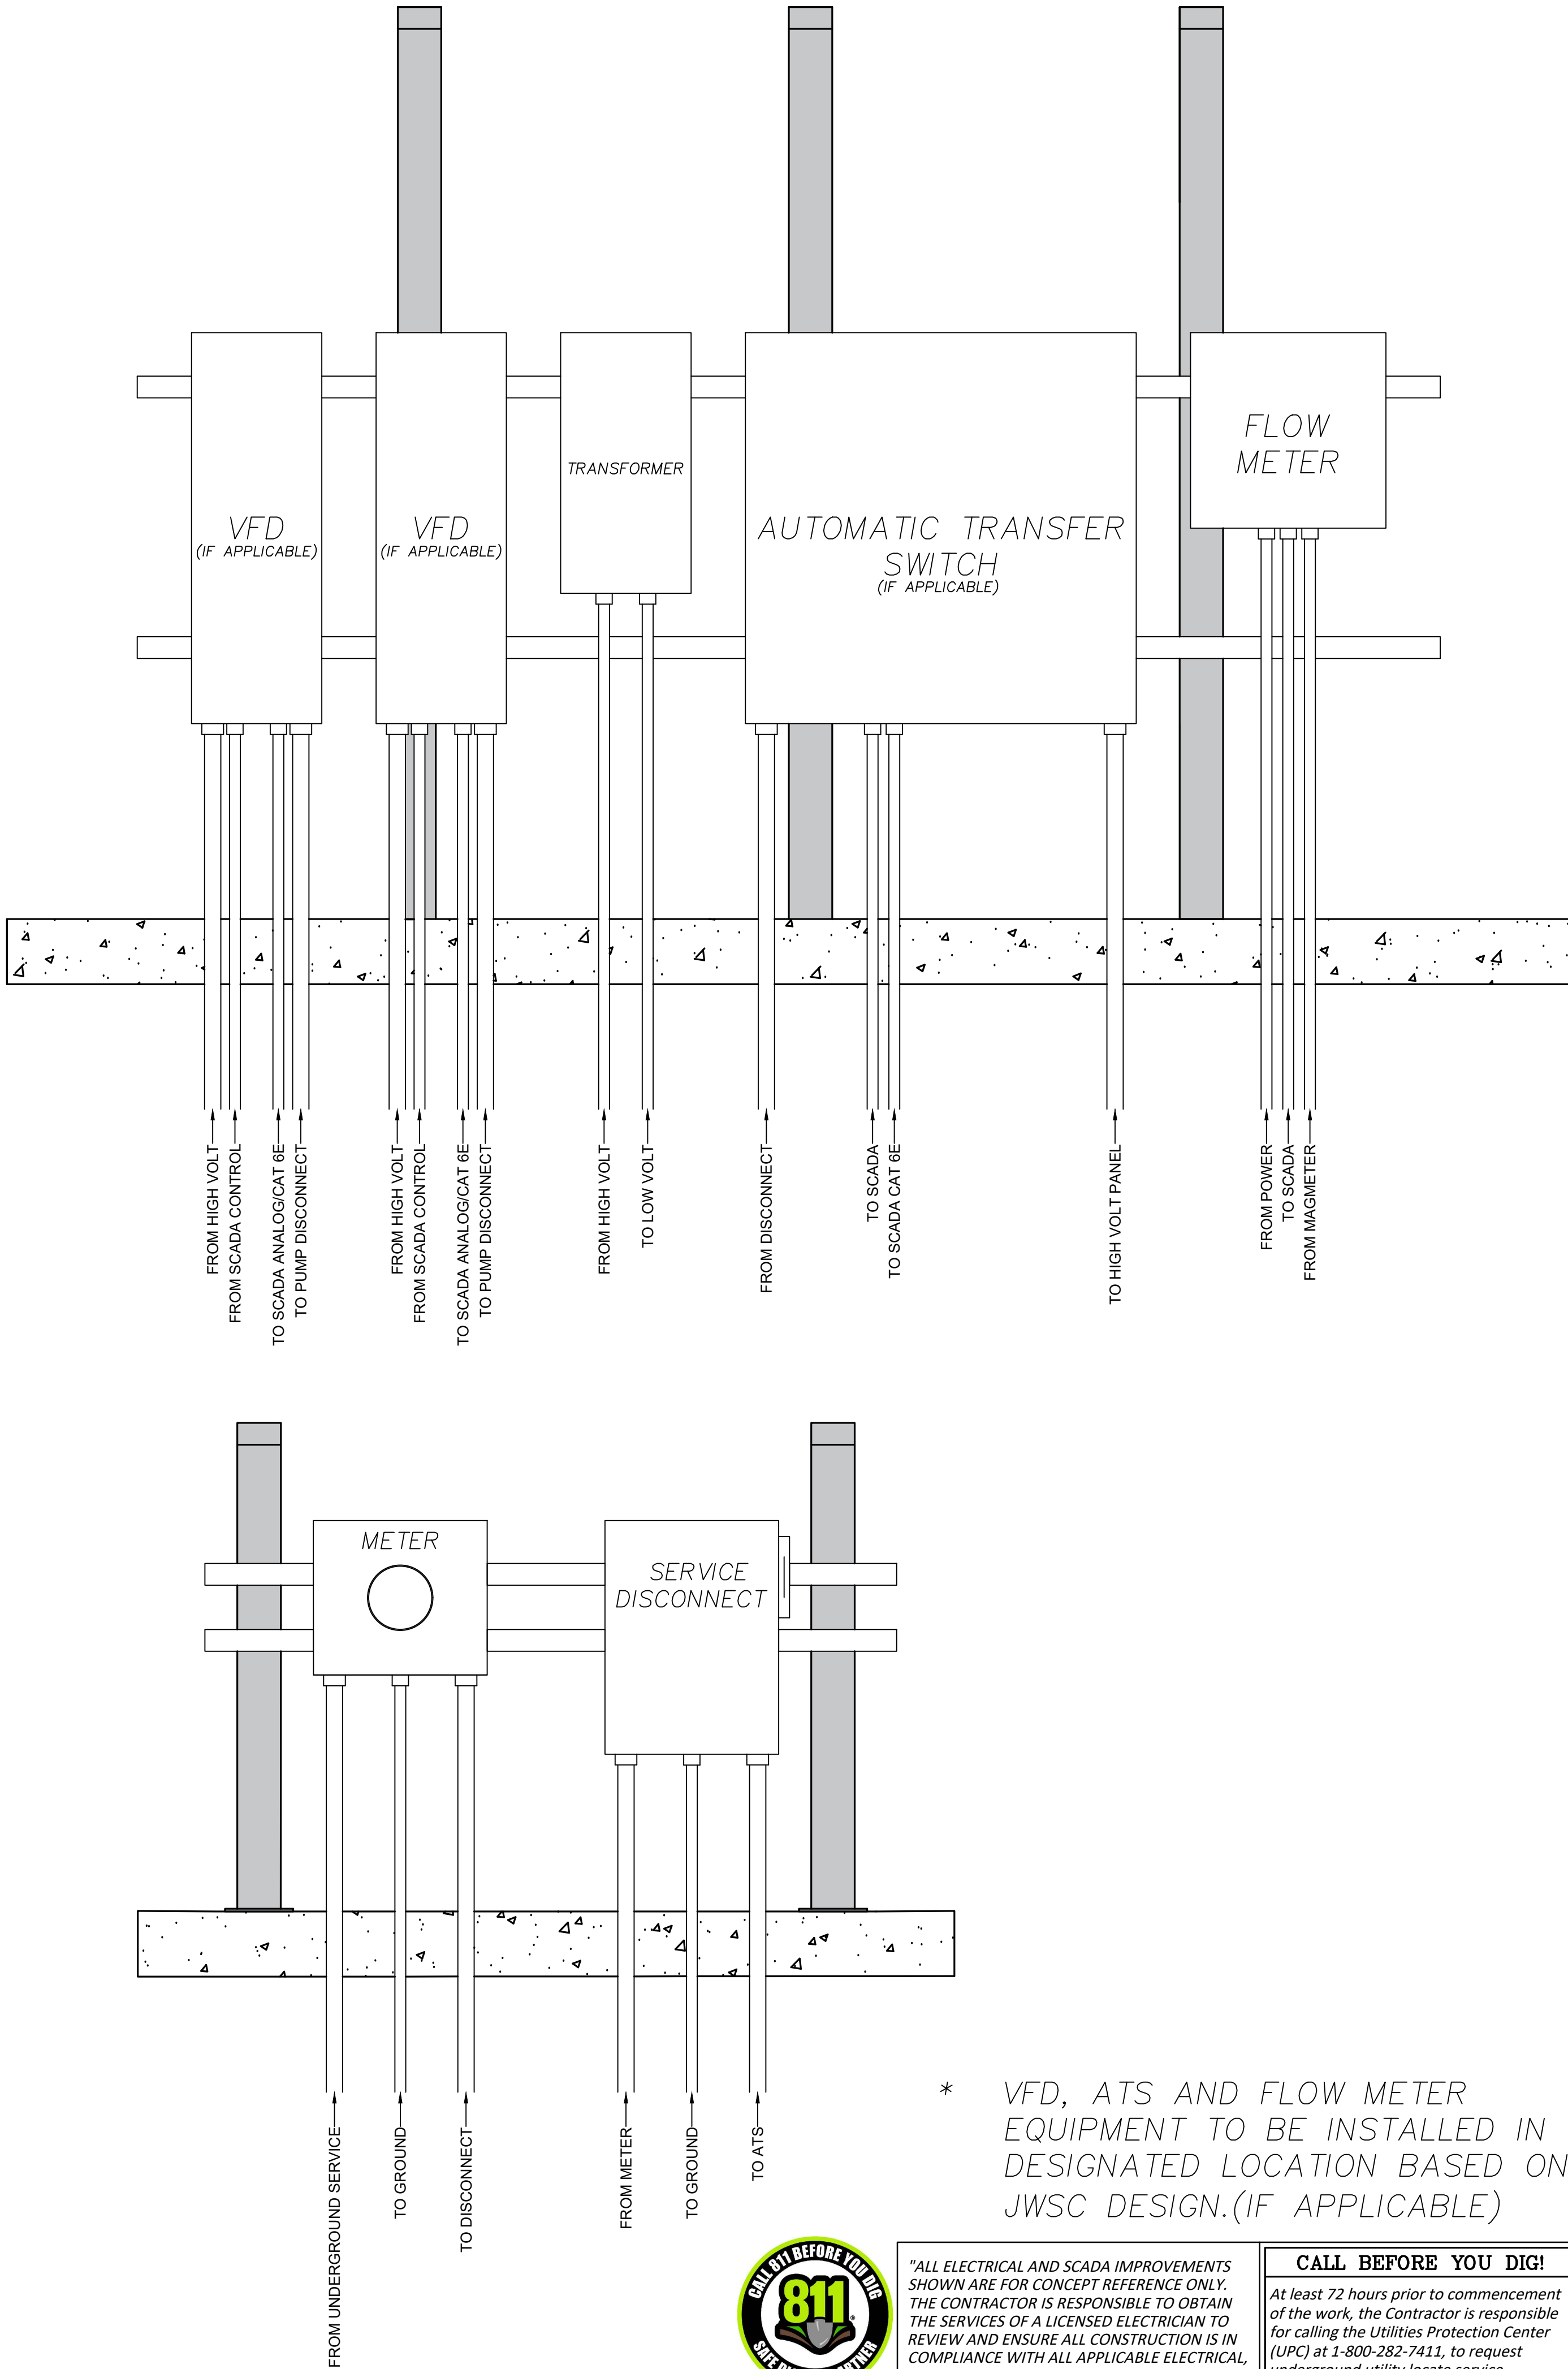 VFD
(IF APPLICABLE)
VFD
(IF APPLICABLE)
TRANSFORMER
AUTOMATIC TRANSFER
SWITCH
(IF APPLICABLE)
FLOW
METER
FROM HIGH VOLT
FROM SCADA CONTROL
TO SCADA ANALOG/CAT 6E
TO PUMP DISCONNECT
FROM HIGH VOLT
FROM SCADA CONTROL
TO SCADA ANALOG/CAT 6E
TO PUMP DISCONNECT
FROM HIGH VOLT
TO LOW VOLT
FROM DISCONNECT
TO SCADA
TO SCADA CAT 6E
TO HIGH VOLT PANEL
FROM POWER
TO SCADA
FROM MAGMETER
METER
SERVICE
DISCONNECT
FROM UNDERGROUND SERVICE
TO GROUND
TO DISCONNECT
FROM METER
TO GROUND
TO ATS
* VFD, ATS AND FLOW METER
EQUIPMENT TO BE INSTALLED IN
DESIGNATED LOCATION BASED ON
JWSC DESIGN.(IF APPLICABLE)
CALL 811 BEFORE YOU DIG
811
"ALL ELECTRICAL AND SCADA IMPROVEMENTS
SHOWN ARE FOR CONCEPT REFERENCE ONLY.
THE CONTRACTOR IS RESPONSIBLE TO OBTAIN
THE SERVICES OF A LICENSED ELECTRICIAN TO
REVIEW AND ENSURE ALL CONSTRUCTION IS IN
COMPLIANCE WITH ALL APPLICABLE ELECTRICAL,
CALL BEFORE YOU DIG!
At least 72 hours prior to commencement
of the work, the Contractor is responsible
for calling the Utilities Protection Center
(UPC) at 1-800-282-7411, to request
underground utility locate service